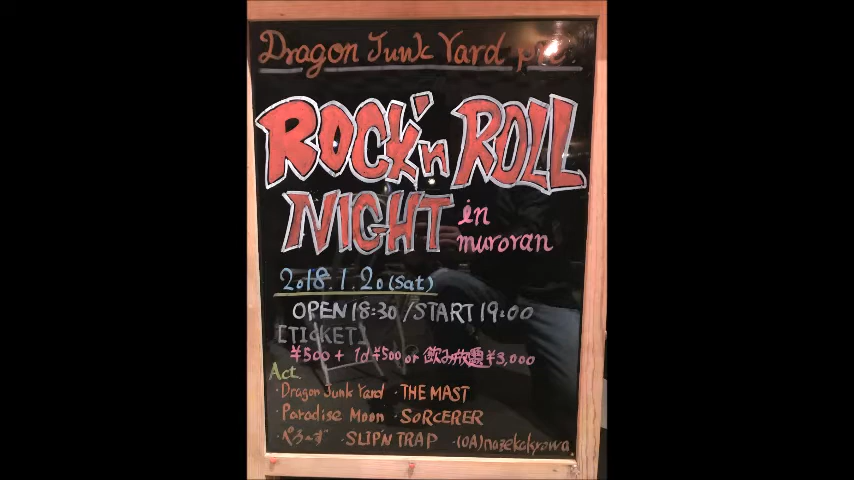 Dragon Junk Yard pre.
ROCK'n ROLL
NIGHT in muroran
2018.1.20(Sat)
OPEN 18:30 / START 19:00
[TICKET]
¥500 + 1d ¥500 or 飲み放題 ¥3,000
Act
・Dragon Junk Yard ・THE MAST
・Paradise Moon ・SORCERER
・ぺろーず ・SLIP'N TRAP ・(OA)nazekakyowa